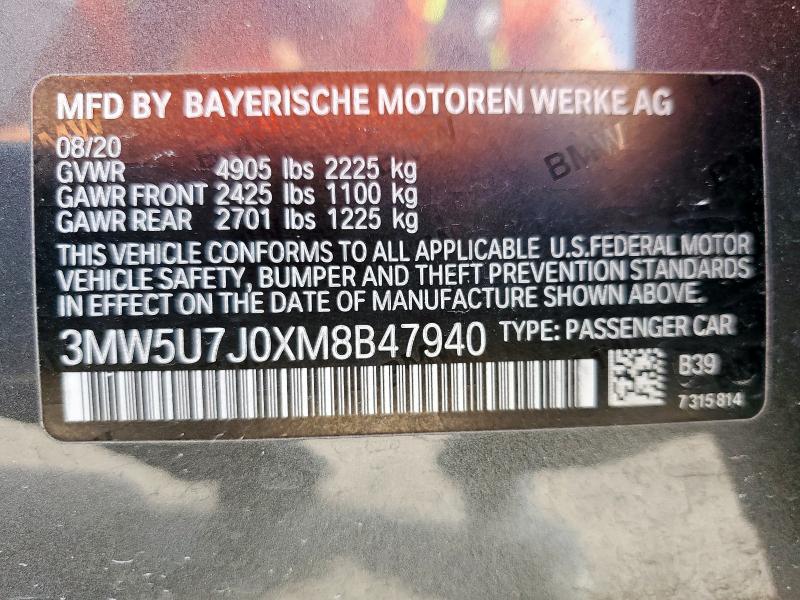 MFD BY BAYERISCHE MOTOREN WERKE AG
08/20
GVWR 4905 lbs 2225 kg
GAWR FRONT 2425 lbs 1100 kg
GAWR REAR 2701 lbs 1225 kg
THIS VEHICLE CONFORMS TO ALL APPLICABLE U.S.FEDERAL MOTOR
VEHICLE SAFETY, BUMPER AND THEFT PREVENTION STANDARDS
IN EFFECT ON THE DATE OF MANUFACTURE SHOWN ABOVE.
3MW5U7J0XM8B47940 TYPE: PASSENGER CAR
B39
7315814
BMW
BMW